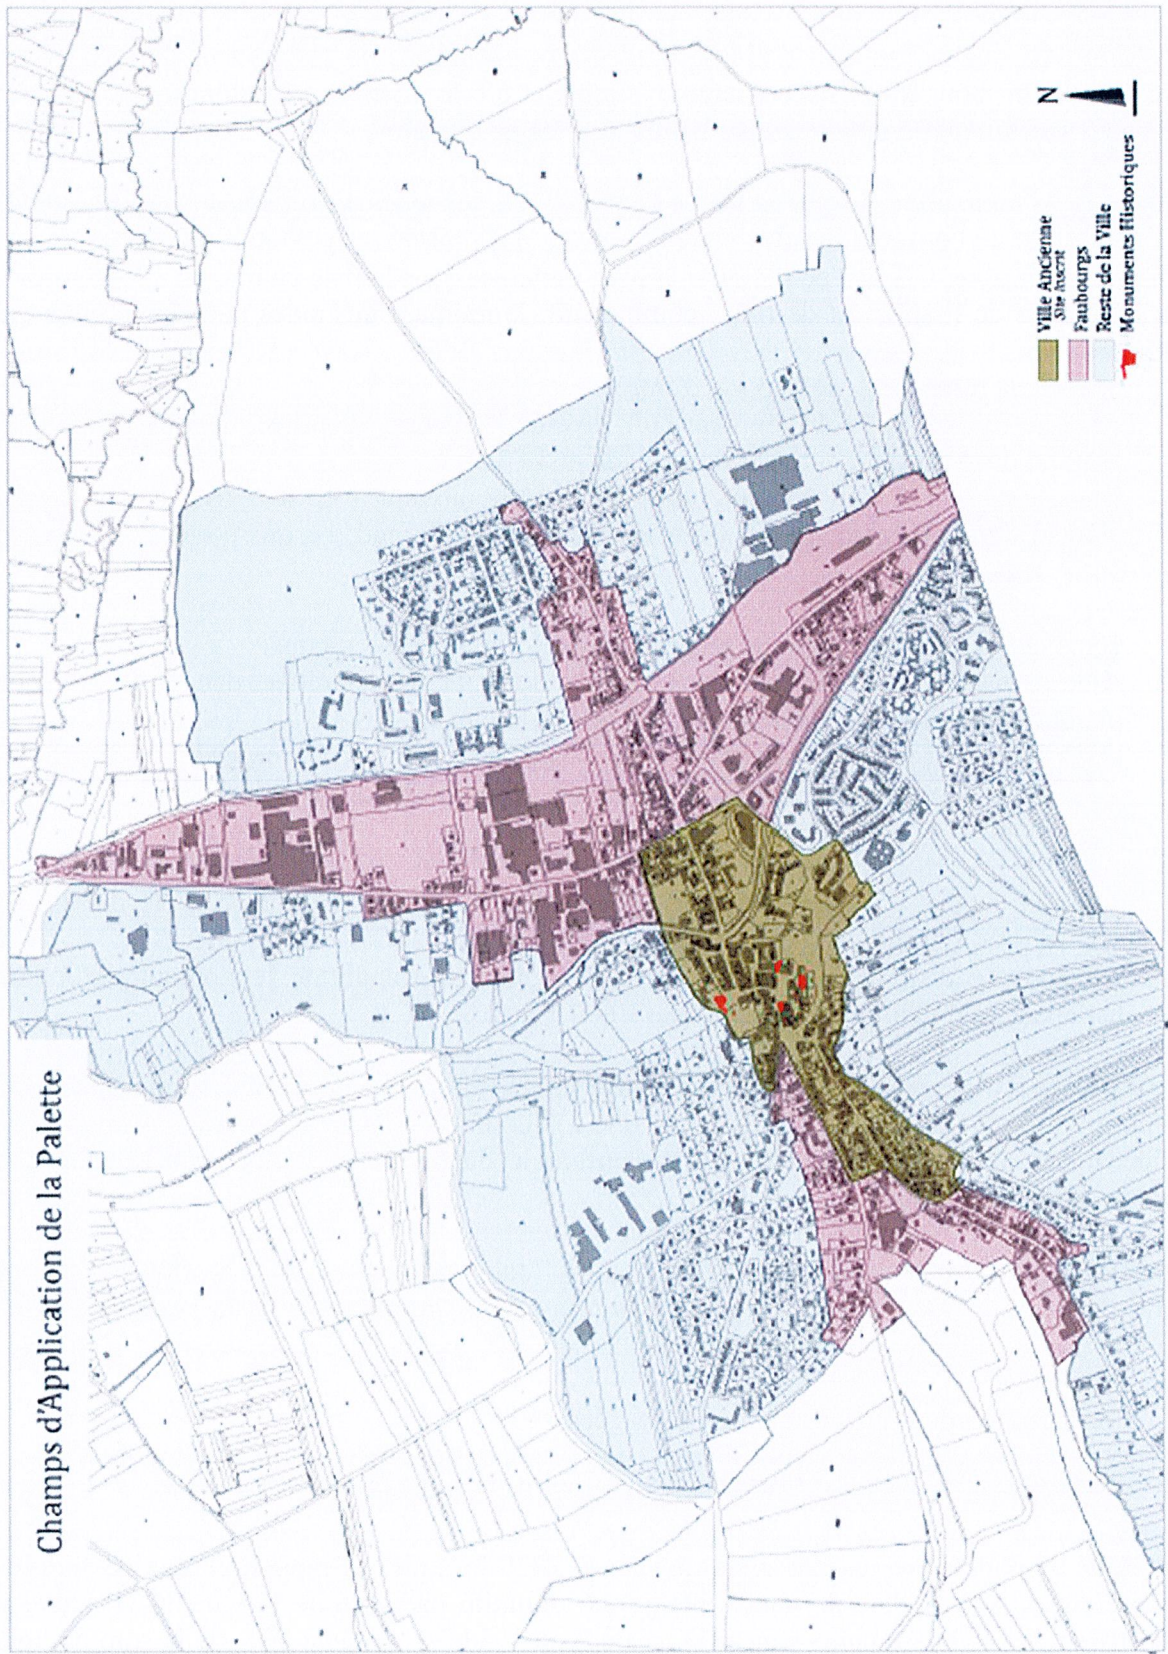 Champs d'Application de la Palette
N
Ville Ancienne
Site Inscrit
Faubourgs
Reste de la Ville
Monuments Historiques